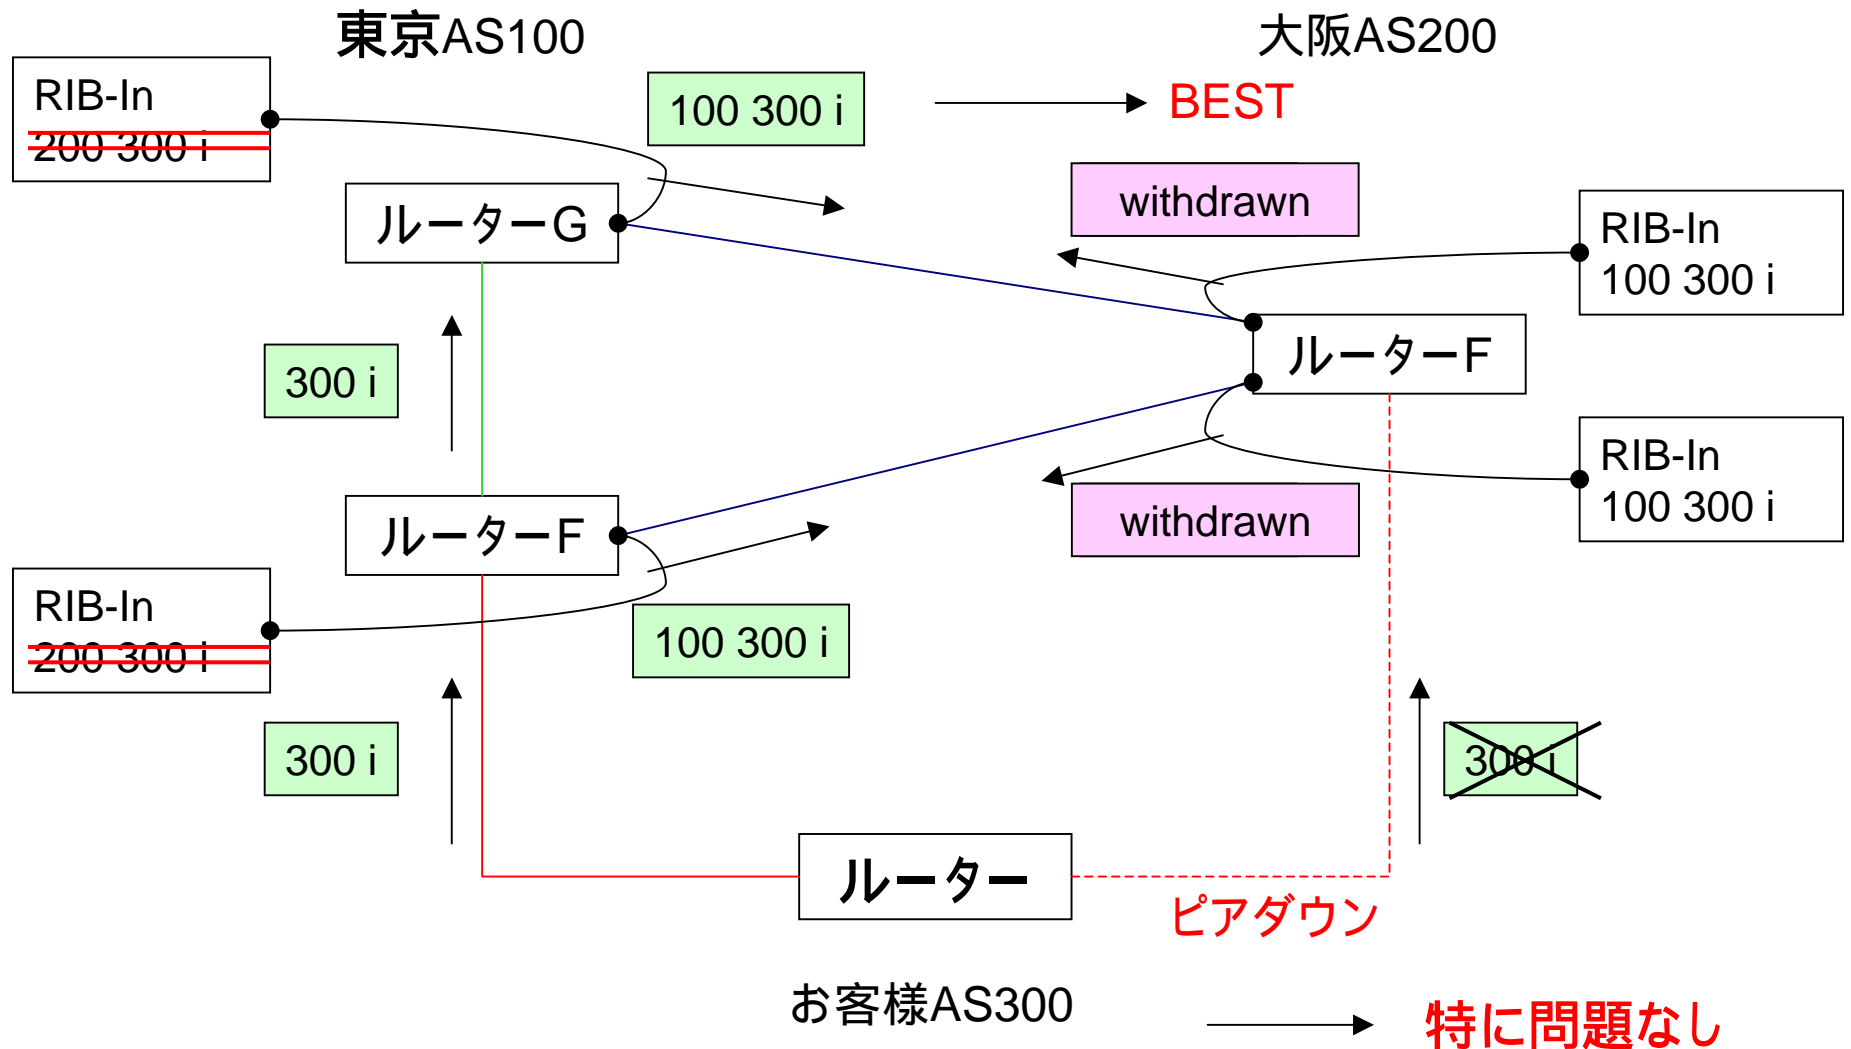 東京AS100
大阪AS200
RIB-In
200 300 i
100 300 i
BEST
withdrawn
ルーターG
RIB-In
100 300 i
300 i
ルーターF
RIB-In
100 300 i
ルーターF
withdrawn
RIB-In
200 300 i
100 300 i
300 i
300 i
ルーター
ピアダウン
お客様AS300
特に問題なし